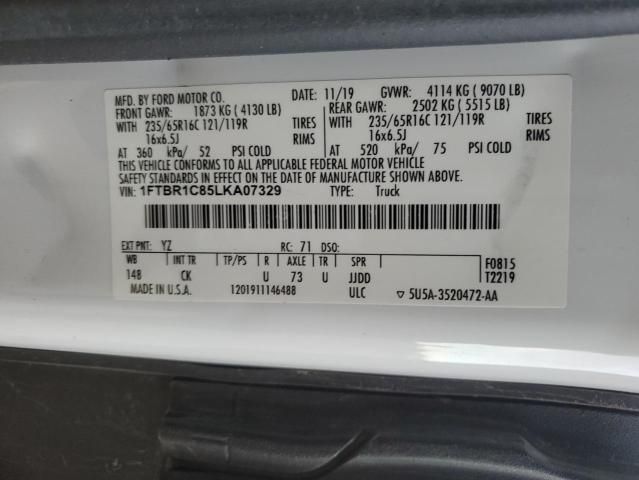 MFD. BY FORD MOTOR CO. DATE: 11/19 GVWR: 4114 KG ( 9070 LB)
FRONT GAWR: 1873 KG ( 4130 LB) REAR GAWR: 2502 KG ( 5515 LB)
WITH 235/65R16C 121/119R TIRES WITH 235/65R16C 121/119R TIRES
16x6.5J RIMS 16x6.5J RIMS
AT 360 kPa/ 52 PSI COLD AT 520 kPa/ 75 PSI COLD
THIS VEHICLE CONFORMS TO ALL APPLICABLE FEDERAL MOTOR VEHICLE
SAFETY STANDARDS IN EFFECT ON THE DATE OF MANUFACTURE SHOWN ABOVE.
VIN: 1FTBR1C85LKA07329 TYPE: Truck
EXT PNT: YZ RC: 71 DSO:
WB INT TR TP/PS R AXLE TR SPR F0815
148 CK U 73 U JJDD T2219
MADE IN U.S.A. 1201911146488 ULC ▽ 5U5A-3520472-AA